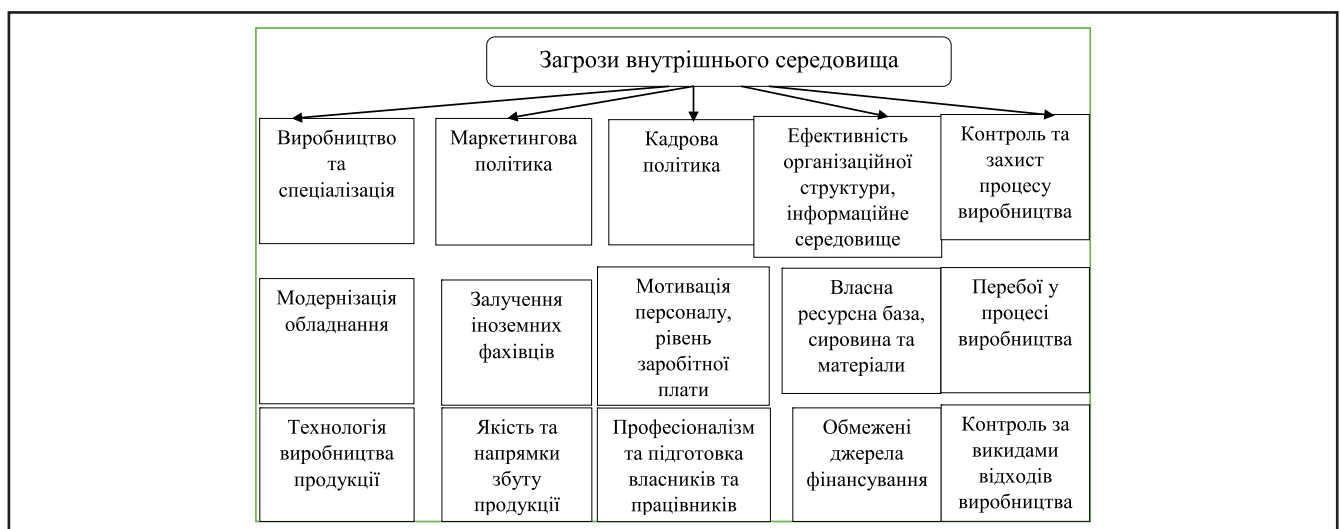 Загрози внутрішнього середовища
Виробництво
та
спеціалізація
Маркетингова
політика
Кадрова
політика
Ефективність
організаційної
структури,
інформаційне
середовище
Контроль та
захист
процесу
виробництва
Модернізація
обладнання
Залучення
іноземних
фахівців
Мотивація
персоналу,
рівень
заробітної
плати
Власна
ресурсна база,
сировина та
матеріали
Перебої у
процесі
виробництва
Технологія
виробництва
продукції
Якість та
напрямки
збуту
продукції
Професіоналізм
та підготовка
власників та
працівників
Обмежені
джерела
фінансування
Контроль за
викидами
відходів
виробництва